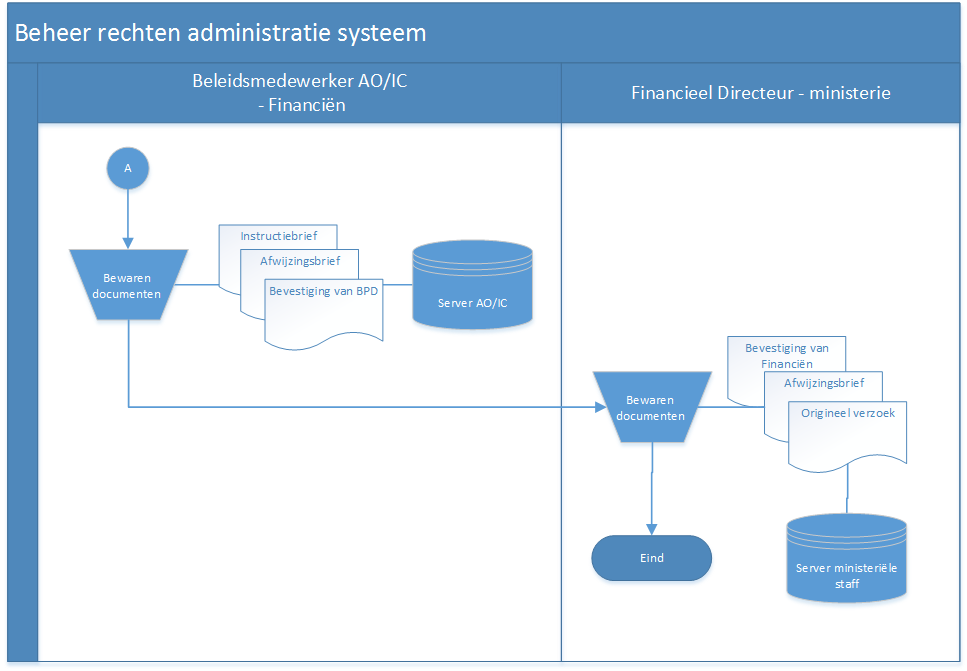 Beheer rechten administratie systeem
Beleidsmedewerker AO/IC
- Financiën
Financieel Directeur - ministerie
A
Bewaren
documenten
Instructiebrief
Afwijzingsbrief
Bevestiging van BPD
Server AO/IC
Bewaren
documenten
Bevestiging van
Financiën
Afwijzingsbrief
Origineel verzoek
Eind
Server ministeriële
staff